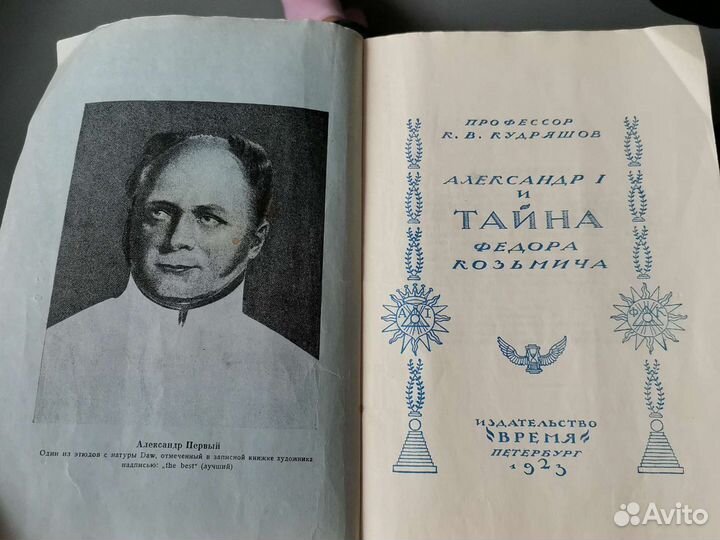 Александр Первый
Один из этюдов с натуры Daw, отмеченный в записной книжке художника
надписью: „the best“ (лучший)
ПРОФЕССОР
К. В. КУДРЯШОВ
АЛЕКСАНДР I
И
ТАЙНА
ФЕДОРА
КОЗЬМИЧА
А I
Ф К
ИЗДАТЕЛЬСТВО
ВРЕМЯ
ПЕТЕРБУРГ
1923
Avito